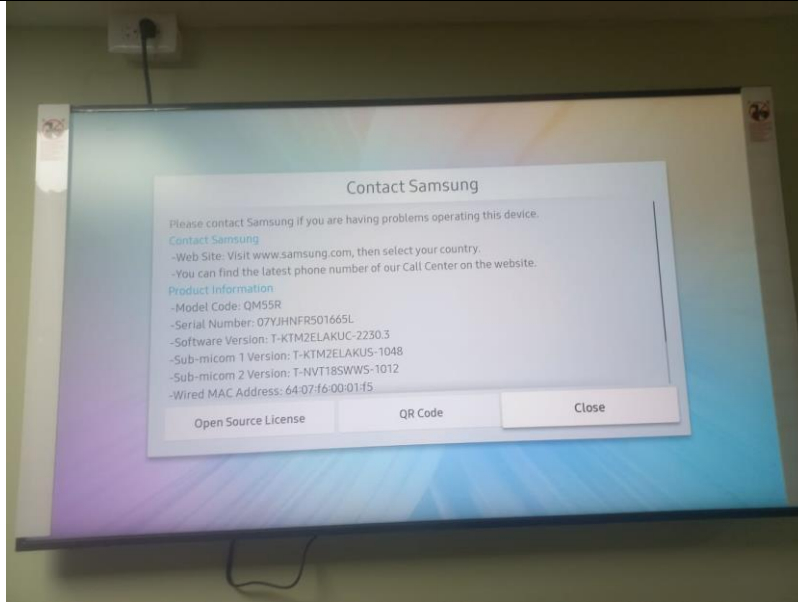 Contact Samsung
Please contact Samsung if you are having problems operating this device.
Contact Samsung
-Web Site: Visit www.samsung.com, then select your country.
-You can find the latest phone number of our Call Center on the website.
Product Information
-Model Code: QM55R
-Serial Number: 07YJHNFR501665L
-Software Version: T-KTM2ELAKUC-2230.3
-Sub-micom 1 Version: T-KTM2ELAKUS-1048
-Sub-micom 2 Version: T-NVT18SWWS-1012
-Wired MAC Address: 64:07:f6:00:01:f5
Open Source License
QR Code
Close